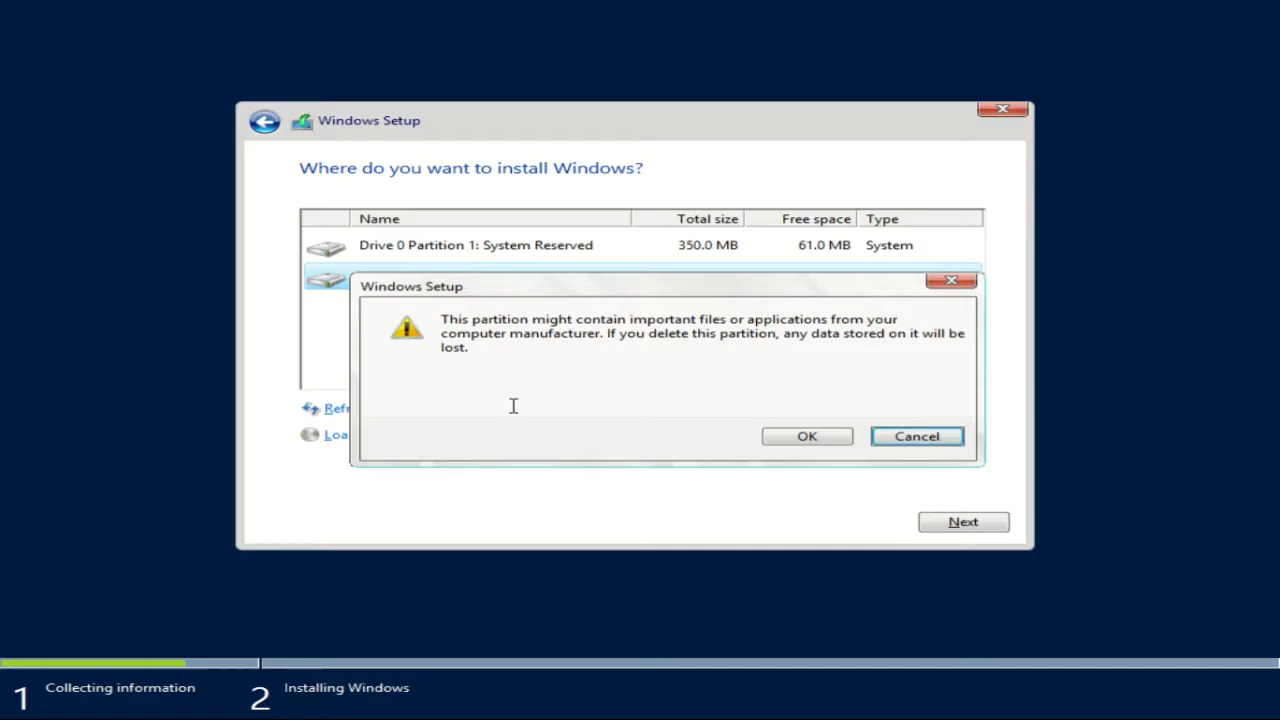 Windows Setup
Where do you want to install Windows?
Name Total size Free space Type
Drive 0 Partition 1: System Reserved 350.0 MB 61.0 MB System
Windows Setup
This partition might contain important files or applications from your
computer manufacturer. If you delete this partition, any data stored on it will be
lost.
Refr
Loa
OK Cancel
Next
1 Collecting information 2 Installing Windows